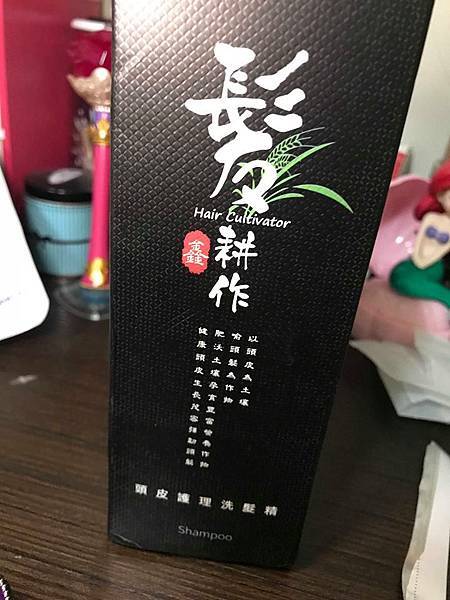 髮
Hair Cultivator
鑫
耕作
以頭皮為土壤
喻頭髮為作物
肥沃土壤孕育豐富營養作物
健康頭皮生長茂密強韌頭髮
頭皮護理洗髮精
Shampoo